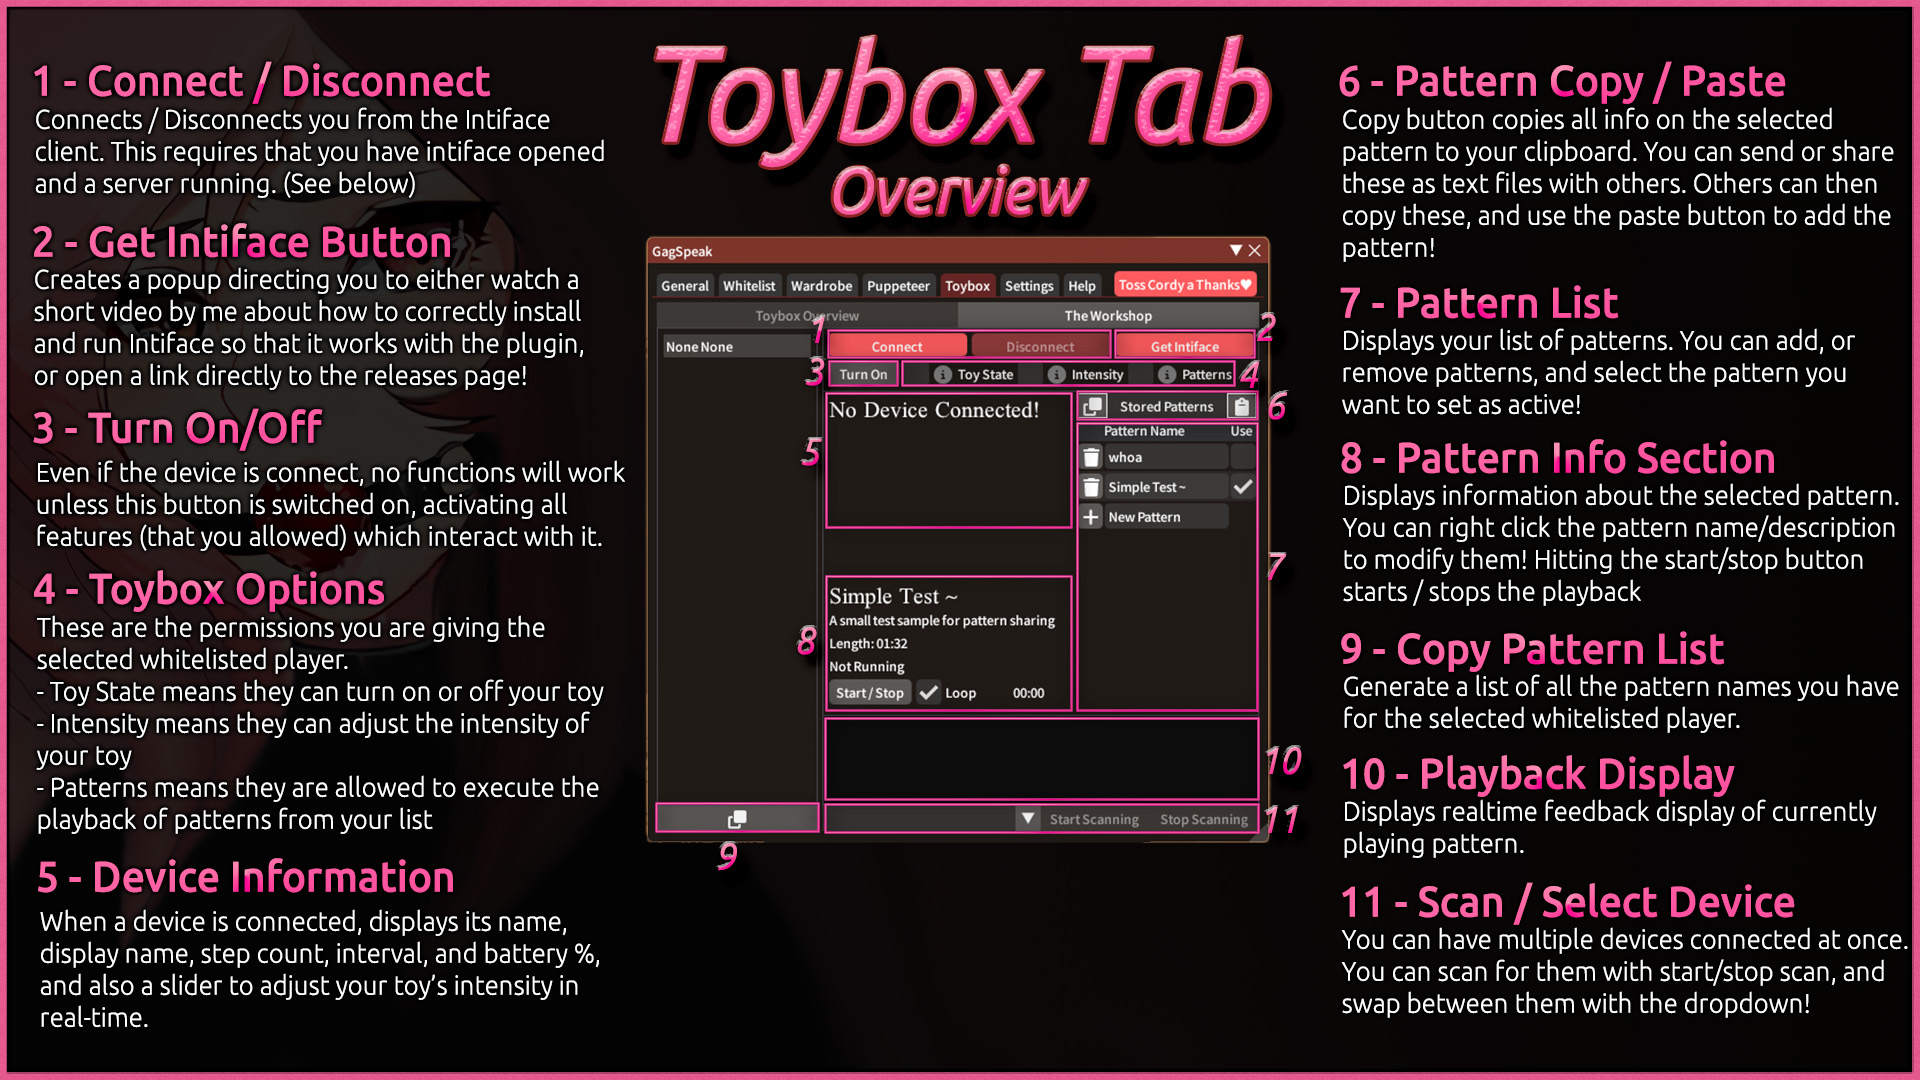 Toybox Tab
Overview
1 - Connect / Disconnect
Connects / Disconnects you from the Intiface
client. This requires that you have intiface opened
and a server running. (See below)
2 - Get Intiface Button
Creates a popup directing you to either watch a
short video by me about how to correctly install
and run Intiface so that it works with the plugin,
or open a link directly to the releases page!
3 - Turn On/Off
Even if the device is connect, no functions will work
unless this button is switched on, activating all
features (that you allowed) which interact with it.
4 - Toybox Options
These are the permissions you are giving the
selected whitelisted player.
- Toy State means they can turn on or off your toy
- Intensity means they can adjust the intensity of
your toy
- Patterns means they are allowed to execute the
playback of patterns from your list
5 - Device Information
When a device is connected, displays its name,
display name, step count, interval, and battery %,
and also a slider to adjust your toy's intensity in
real-time.
GagSpeak
General Whitelist Wardrobe Puppeteer Toybox Settings Help Toss Cordy a Thanks♥
Toybox Overview The Workshop
None None
1 Connect Disconnect Get Intiface 2
3 Turn On Toy State Intensity Patterns 4
5 No Device Connected!
Stored Patterns 6
Pattern Name Use
whoa
Simple Test ~
New Pattern
7
8
Simple Test ~
A small test sample for pattern sharing
Length: 01:32
Not Running
Start / Stop Loop 00:00
10
Start Scanning Stop Scanning 11
9
6 - Pattern Copy / Paste
Copy button copies all info on the selected
pattern to your clipboard. You can send or share
these as text files with others. Others can then
copy these, and use the paste button to add the
pattern!
7 - Pattern List
Displays your list of patterns. You can add, or
remove patterns, and select the pattern you
want to set as active!
8 - Pattern Info Section
Displays information about the selected pattern.
You can right click the pattern name/description
to modify them! Hitting the start/stop button
starts / stops the playback
9 - Copy Pattern List
Generate a list of all the pattern names you have
for the selected whitelisted player.
10 - Playback Display
Displays realtime feedback display of currently
playing pattern.
11 - Scan / Select Device
You can have multiple devices connected at once.
You can scan for them with start/stop scan, and
swap between them with the dropdown!